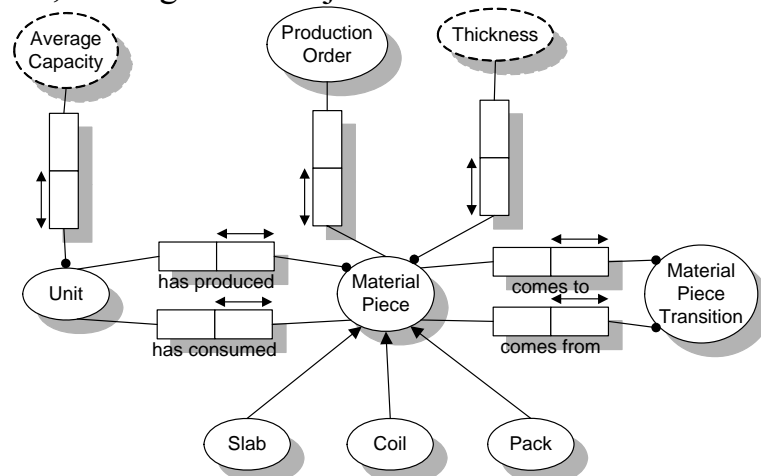 Average
Capacity
Production
Order
Thickness
Unit
has produced
has consumed
Material
Piece
comes to
comes from
Material
Piece
Transition
Slab
Coil
Pack